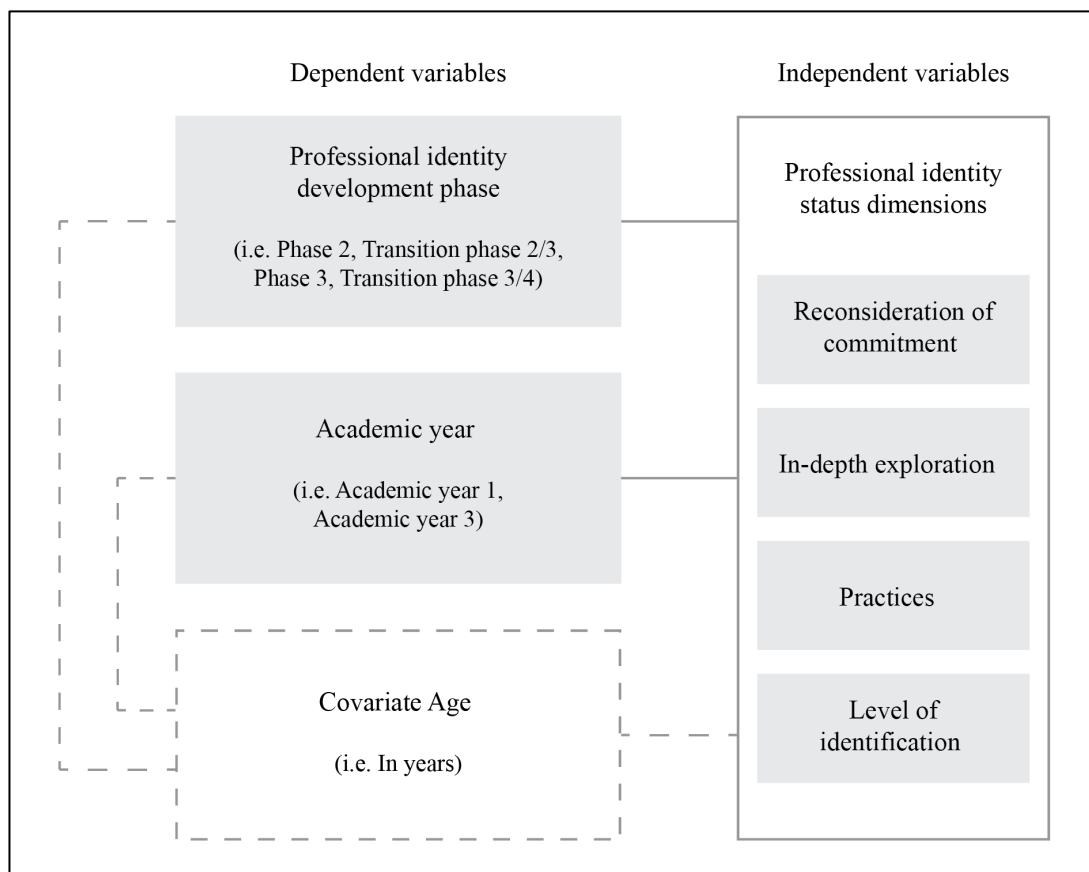 Dependent variables
Professional identity
development phase
(i.e. Phase 2, Transition phase 2/3,
Phase 3, Transition phase 3/4)
Academic year
(i.e. Academic year 1,
Academic year 3)
Covariate Age
(i.e. In years)
Independent variables
Professional identity
status dimensions
Reconsideration of
commitment
In-depth exploration
Practices
Level of
identification